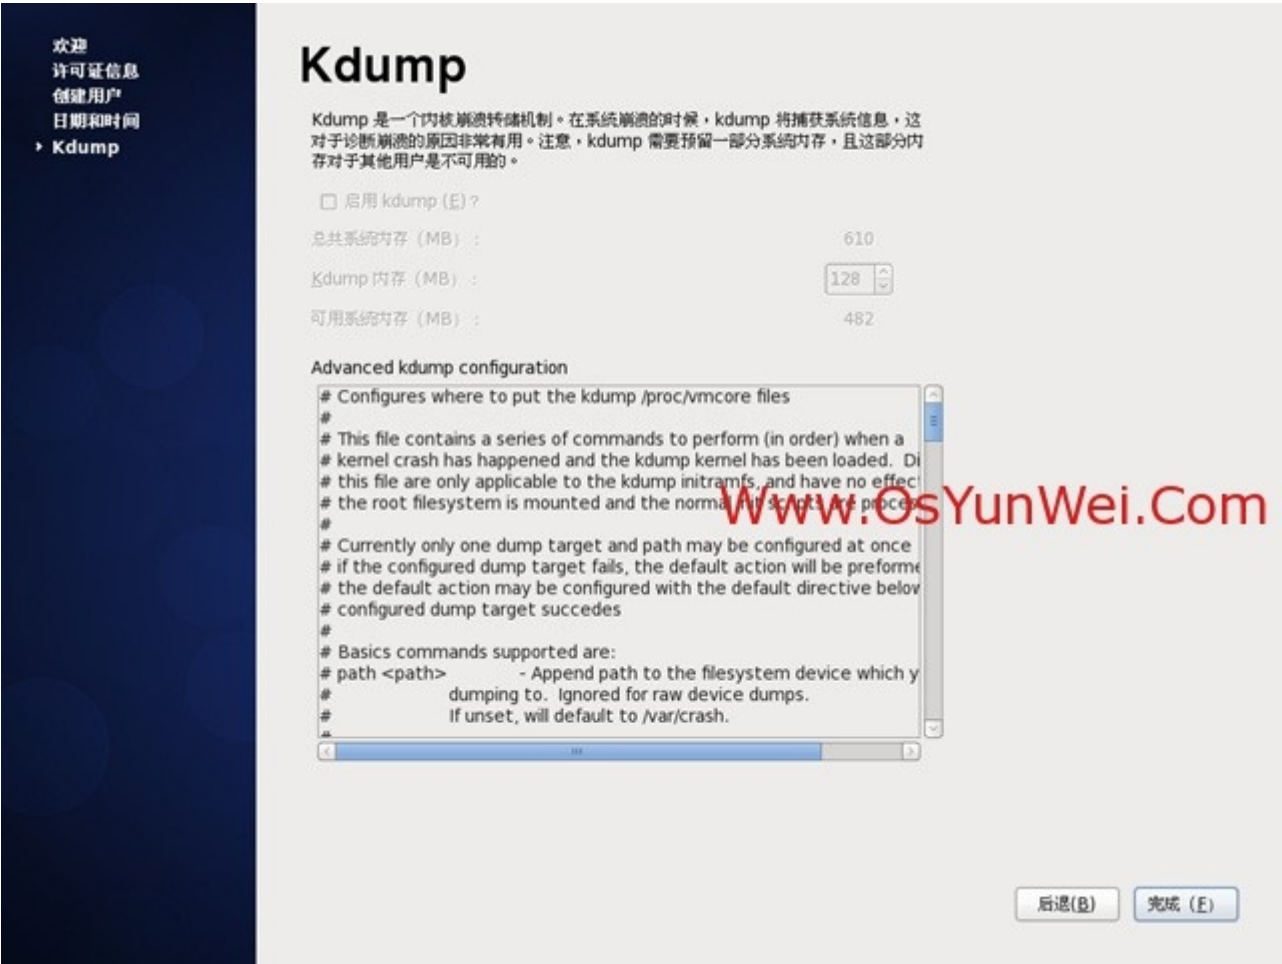 欢迎
许可证信息
创建用户
日期和时间
Kdump
Kdump
Kdump 是一个内核崩溃转储机制。在系统崩溃的时候，kdump 将捕获系统信息，这
对于诊断崩溃的原因非常有用。注意，kdump 需要预留一部分系统内存，且这部分内
存对于其他用户是不可用的。
启用 kdump (E)？
总共系统内存（MB）： 610
Kdump 内存（MB）： 128
可用系统内存（MB）： 482
Advanced kdump configuration
# Configures where to put the kdump /proc/vmcore files
#
# This file contains a series of commands to perform (in order) when a
# kernel crash has happened and the kdump kernel has been loaded.  Di
# this file are only applicable to the kdump initramfs, and have no effec
# the root filesystem is mounted and the normal init scripts are proces
Www.OsYunWei.Com
#
# Currently only one dump target and path may be configured at once
# if the configured dump target fails, the default action will be preforme
# the default action may be configured with the default directive below
# configured dump target succedes
#
# Basics commands supported are:
# path <path> - Append path to the filesystem device which y
# dumping to.  Ignored for raw device dumps.
# If unset, will default to /var/crash.
#
后退(B)
完成（F）